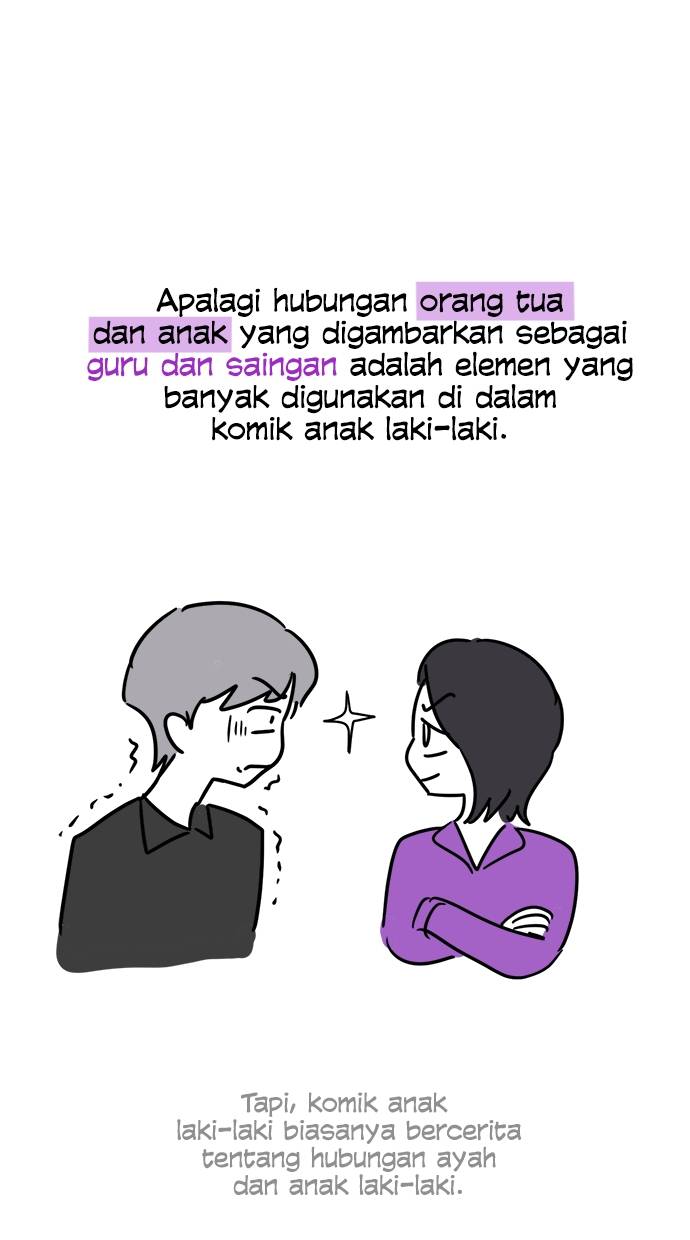 Apalagi hubungan orang tua
dan anak yang digambarkan sebagai
guru dan saingan adalah elemen yang
banyak digunakan di dalam
komik anak laki-laki.
Tapi, komik anak
laki-laki biasanya bercerita
tentang hubungan ayah
dan anak laki-laki.